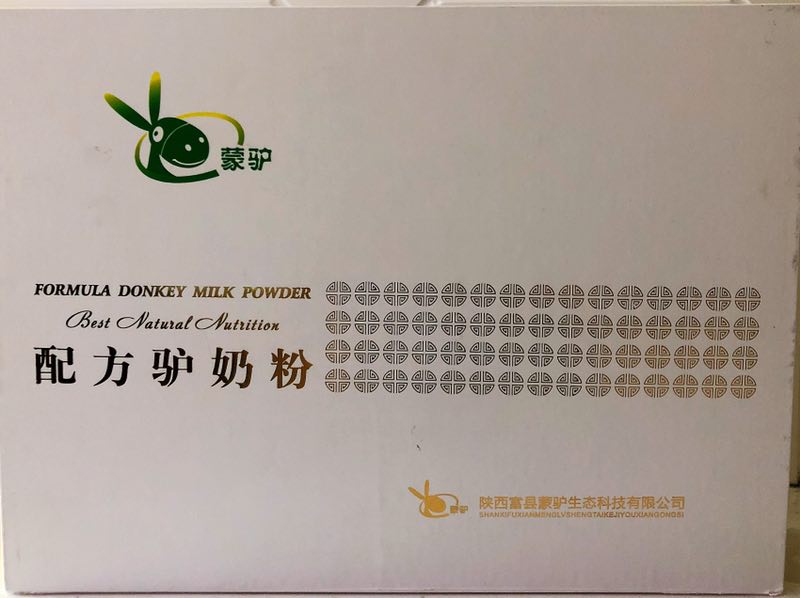 蒙驴
FORMULA DONKEY MILK POWDER
Best Natural Nutrition
配方驴奶粉
蒙驴
陕西富县蒙驴生态科技有限公司
SHANXIFUXIANMENGLVSHENGTAIKEJIYOUXIANGONGSI